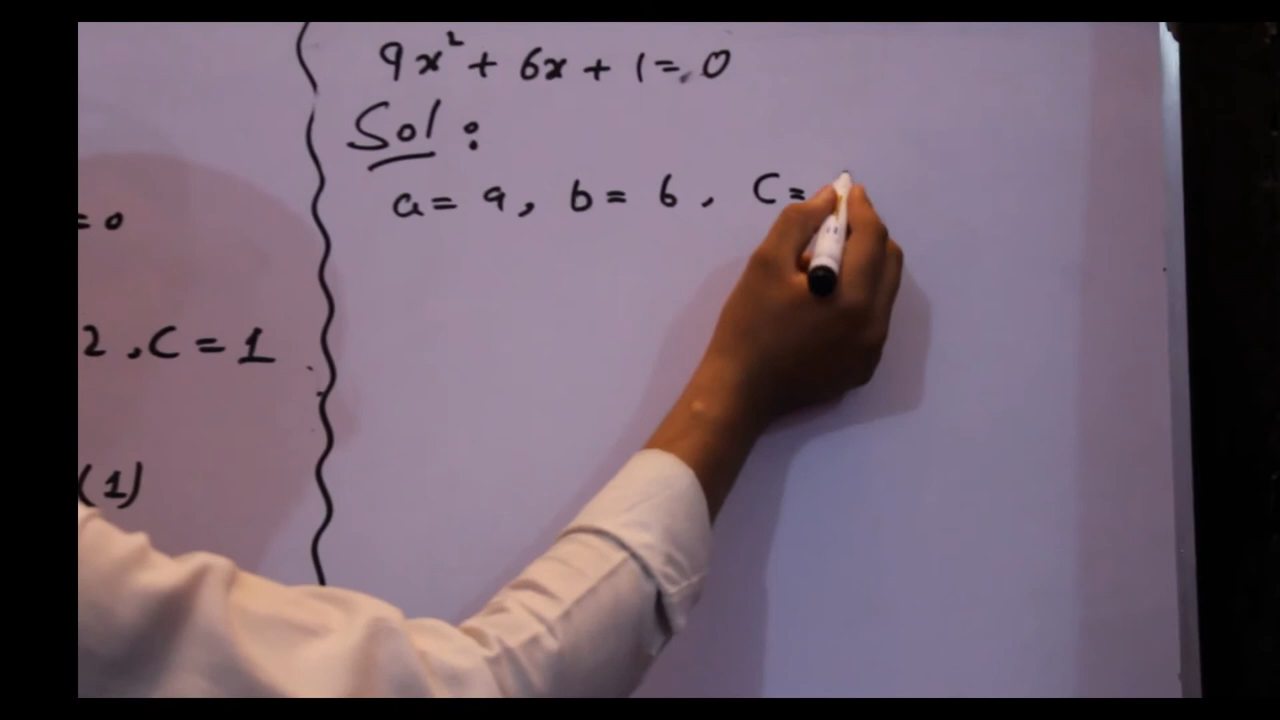 = 0
2 , C = 1
(1)
9x² + 6x + 1 = 0
Sol :
a = 9 , b = 6 , C =